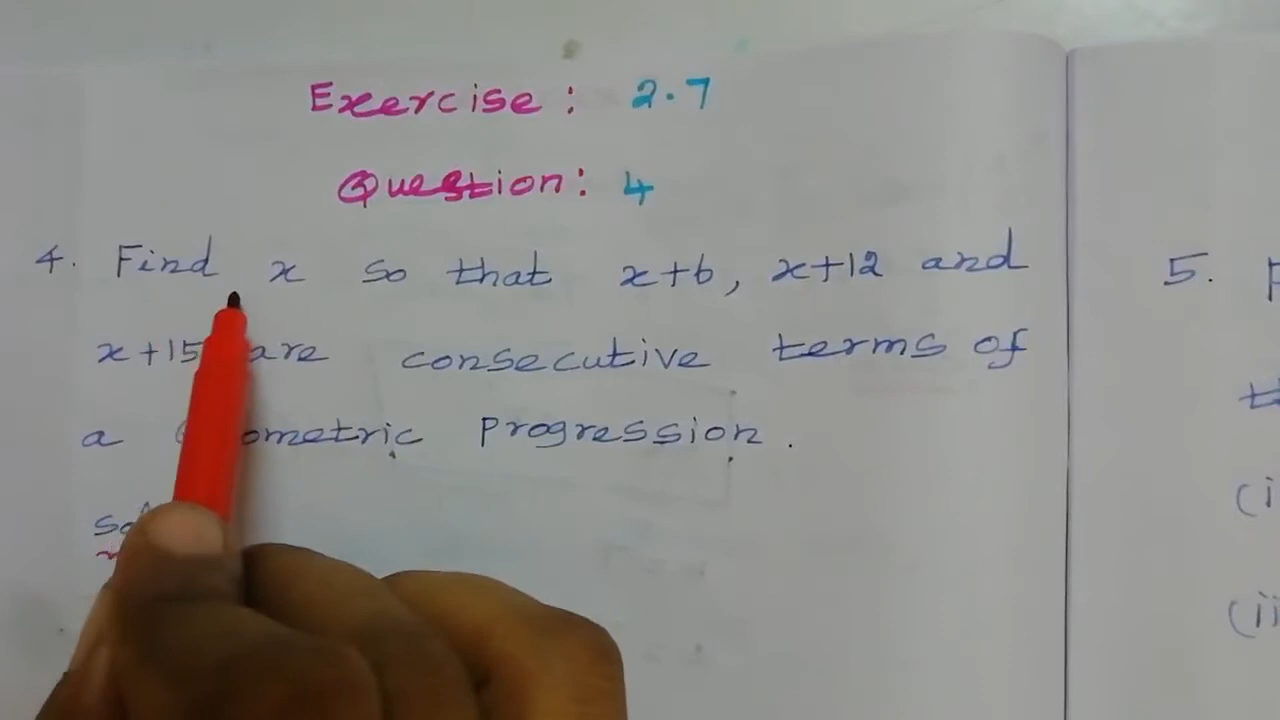 Exercise : 2.7
Question : 4
4. Find x so that x+6, x+12 and
x+15 are consecutive terms of
a Progression.
5.
(i
(ii